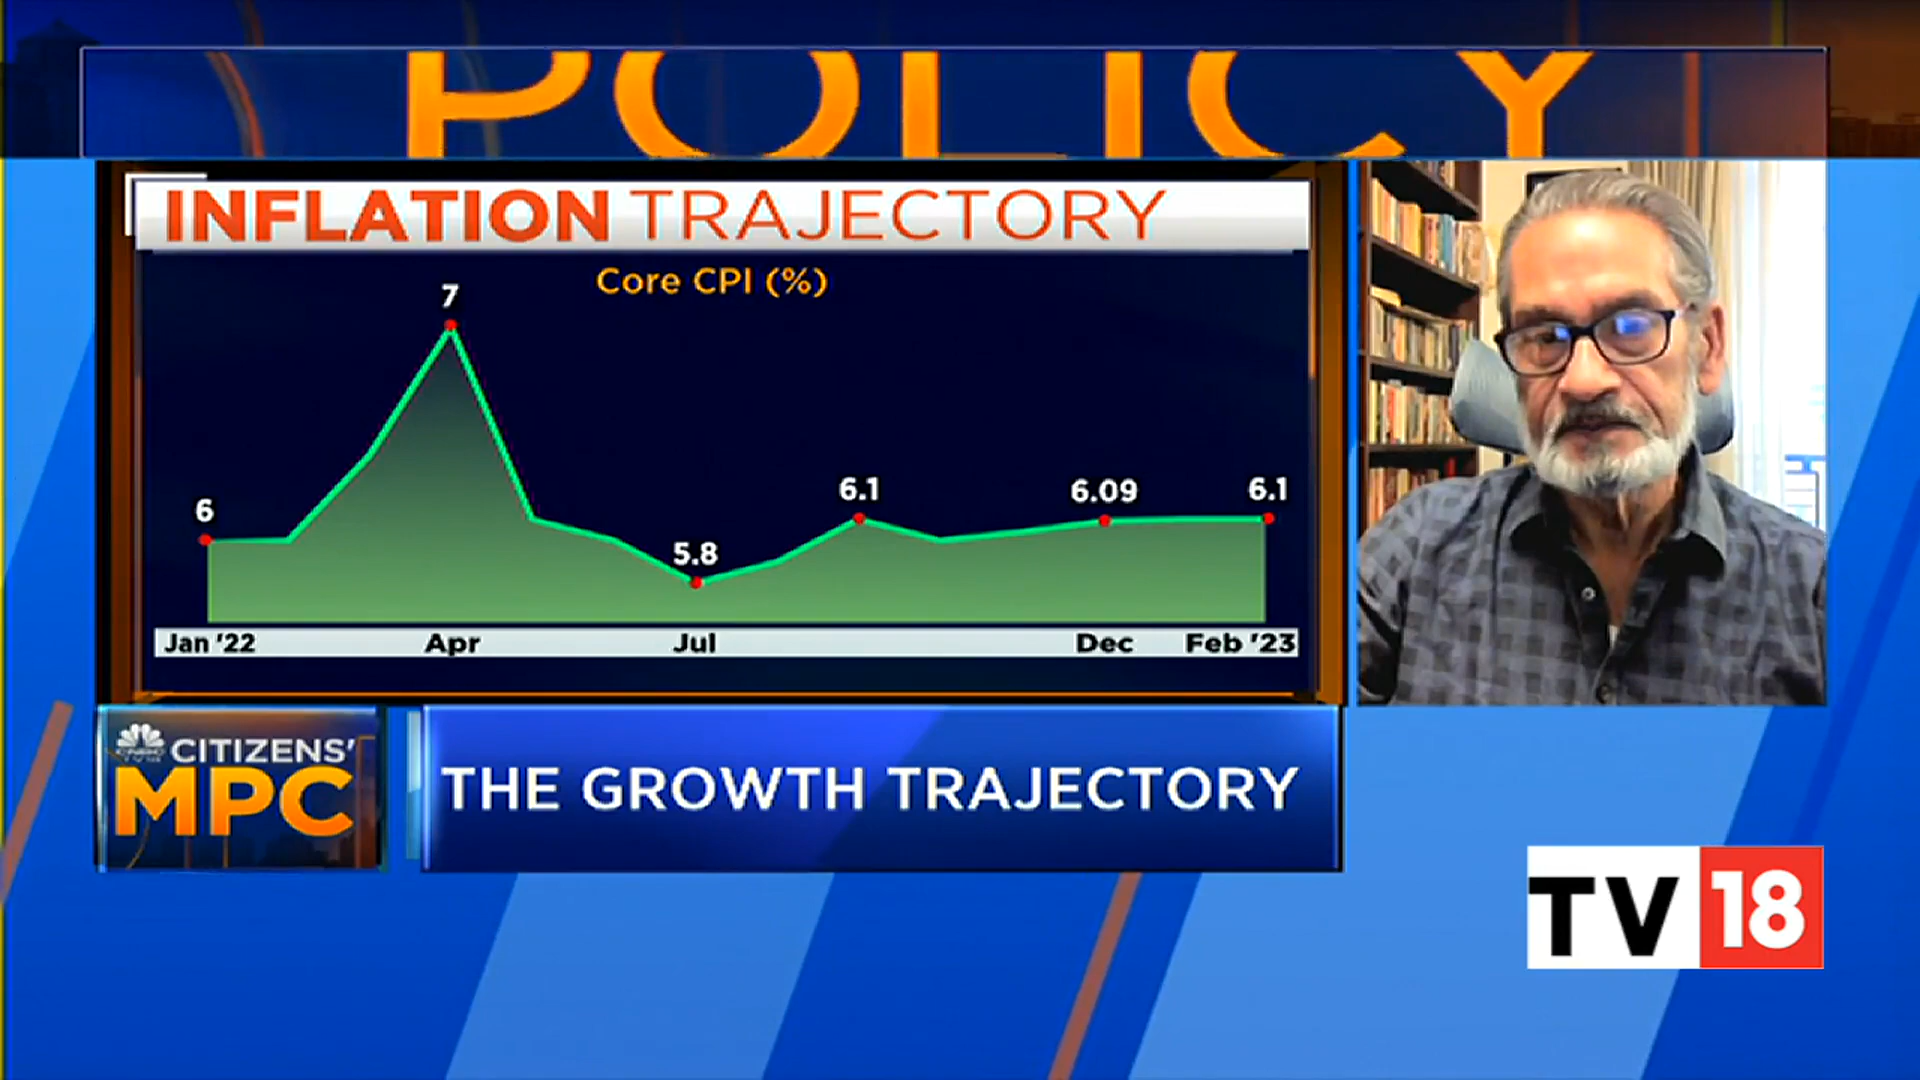 POLICY
INFLATION TRAJECTORY
Core CPI (%)
7
6
5.8
6.1
6.09
6.1
Jan '22 Apr Jul Dec Feb '23
CITIZENS'
MPC
THE GROWTH TRAJECTORY
TV18